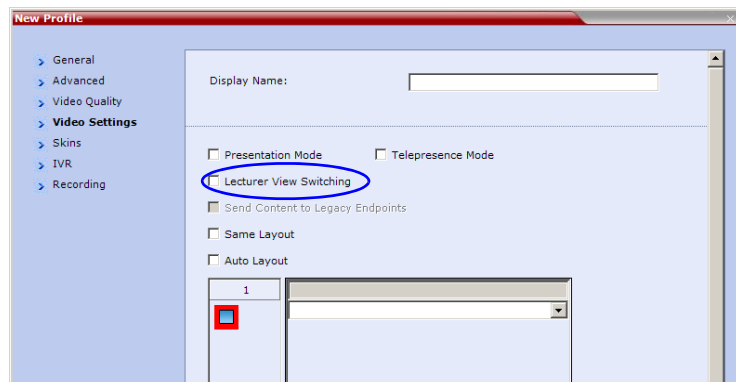 New Profile
General
Advanced
Video Quality
Video Settings
Skins
IVR
Recording
Display Name:
Presentation Mode
Telepresence Mode
Lecturer View Switching
Send Content to Legacy Endpoints
Same Layout
Auto Layout
1